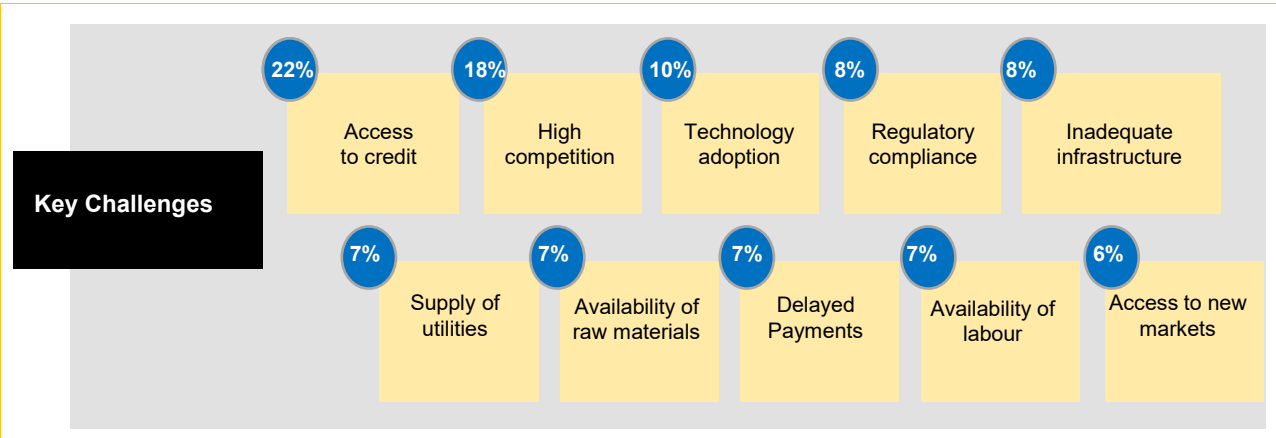 22%
18%
10%
8%
8%
Access
to credit
High
competition
Technology
adoption
Regulatory
compliance
Inadequate
infrastructure
Key Challenges
7%
7%
7%
7%
6%
Supply of
utilities
Availability of
raw materials
Delayed
Payments
Availability of
labour
Access to new
markets